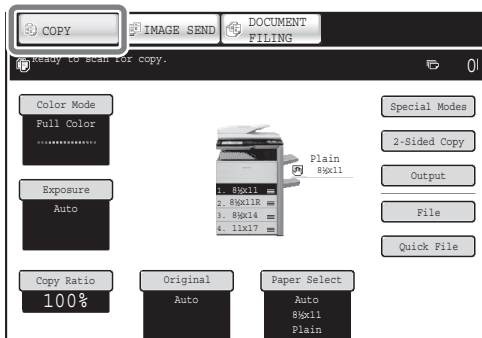 COPY
IMAGE SEND
DOCUMENT
FILING
Ready to scan for copy.
0
Color Mode
Full Color
Exposure
Auto
Copy Ratio
100%
Original
Auto
Paper Select
Auto
8½x11
Plain
1. 8½x11
2. 8½x11R
3. 8½x14
4. 11x17
Plain
8½x11
Special Modes
2-Sided Copy
Output
File
Quick File